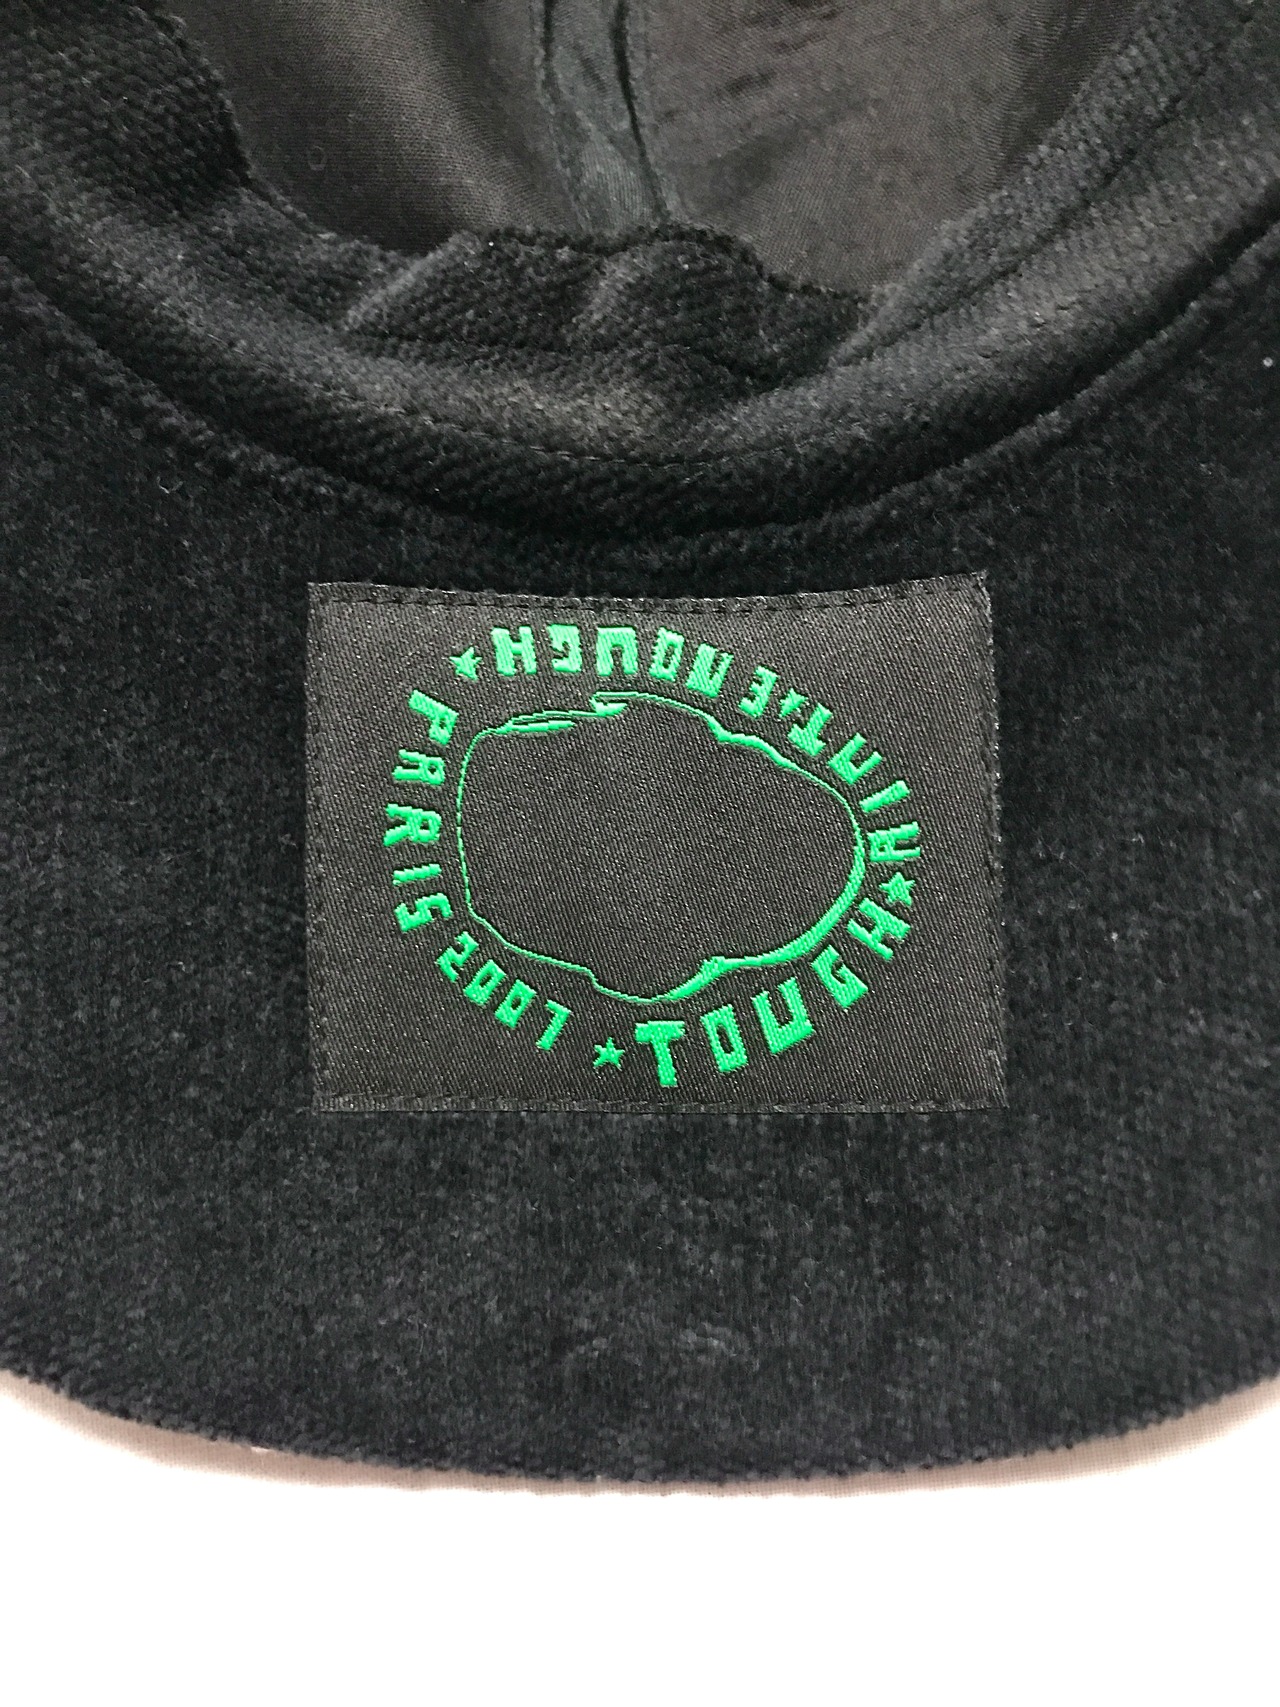 TOUGH ★ AIN'T ENOUGH ★
PARIS 2007 ★